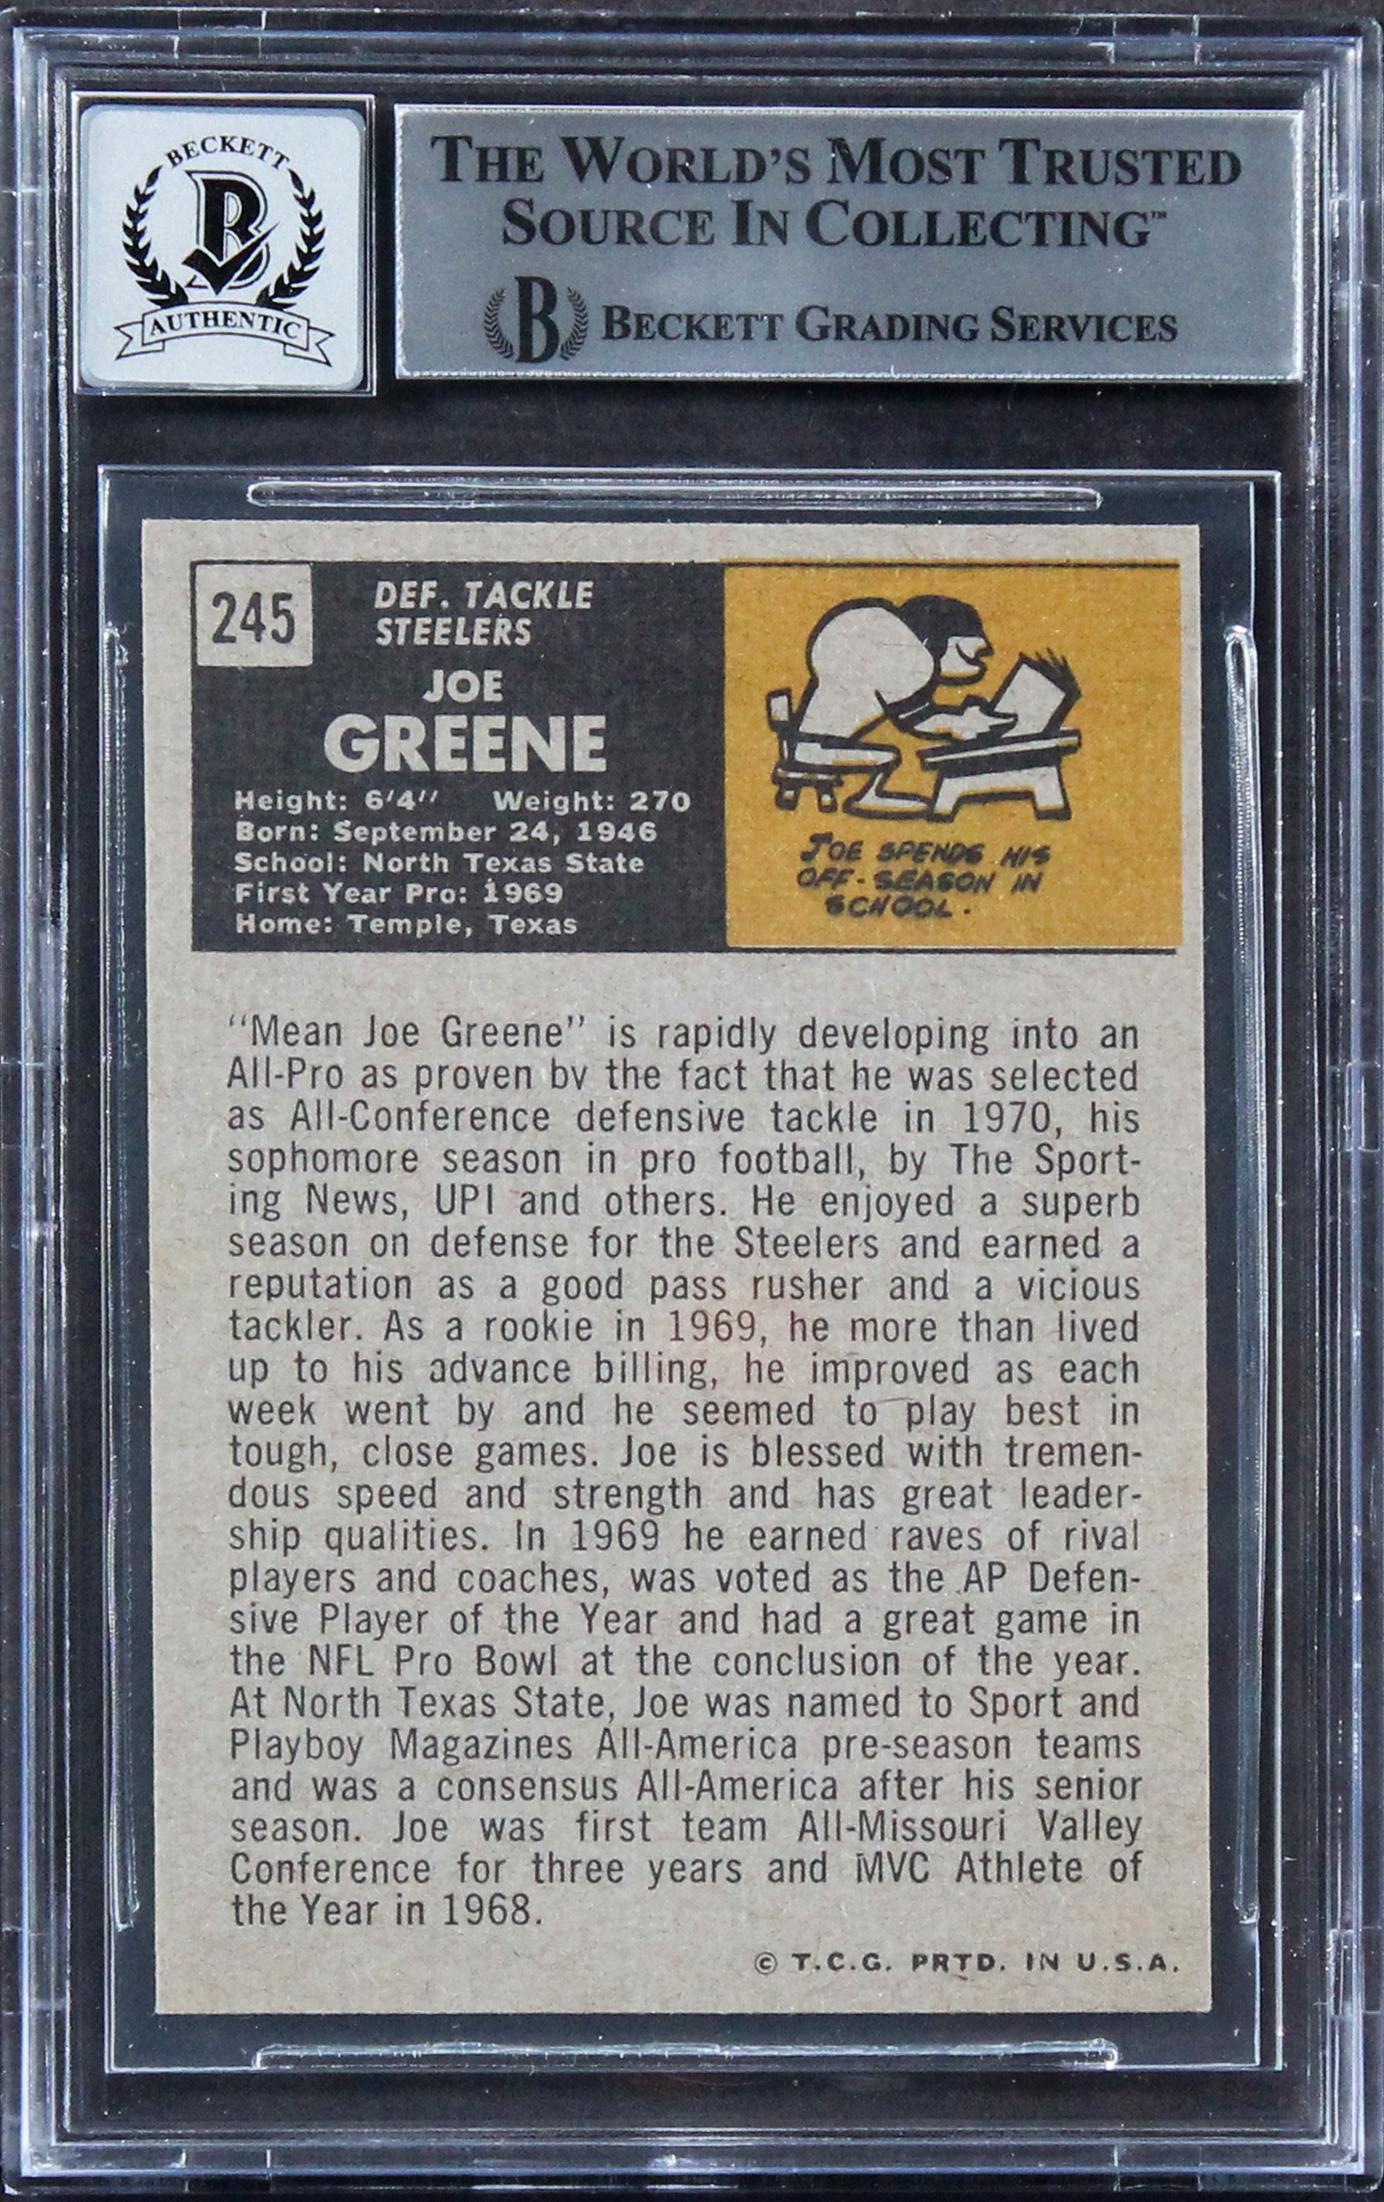 BECKETT
B
AUTHENTIC
THE WORLD'S MOST TRUSTED
SOURCE IN COLLECTING™
B BECKETT GRADING SERVICES
245
DEF. TACKLE
STEELERS
JOE
GREENE
Height: 6'4'' Weight: 270
Born: September 24, 1946
School: North Texas State
First Year Pro: 1969
Home: Temple, Texas
JOE SPENDS HIS
OFF-SEASON IN
SCHOOL.
"Mean Joe Greene" is rapidly developing into an
All-Pro as proven bv the fact that he was selected
as All-Conference defensive tackle in 1970, his
sophomore season in pro football, by The Sport-
ing News, UPI and others. He enjoyed a superb
season on defense for the Steelers and earned a
reputation as a good pass rusher and a vicious
tackler. As a rookie in 1969, he more than lived
up to his advance billing, he improved as each
week went by and he seemed to play best in
tough, close games. Joe is blessed with tremen-
dous speed and strength and has great leader-
ship qualities. In 1969 he earned raves of rival
players and coaches, was voted as the AP Defen-
sive Player of the Year and had a great game in
the NFL Pro Bowl at the conclusion of the year.
At North Texas State, Joe was named to Sport and
Playboy Magazines All-America pre-season teams
and was a consensus All-America after his senior
season. Joe was first team All-Missouri Valley
Conference for three years and MVC Athlete of
the Year in 1968.
© T.C.G. PRTD. IN U.S.A.